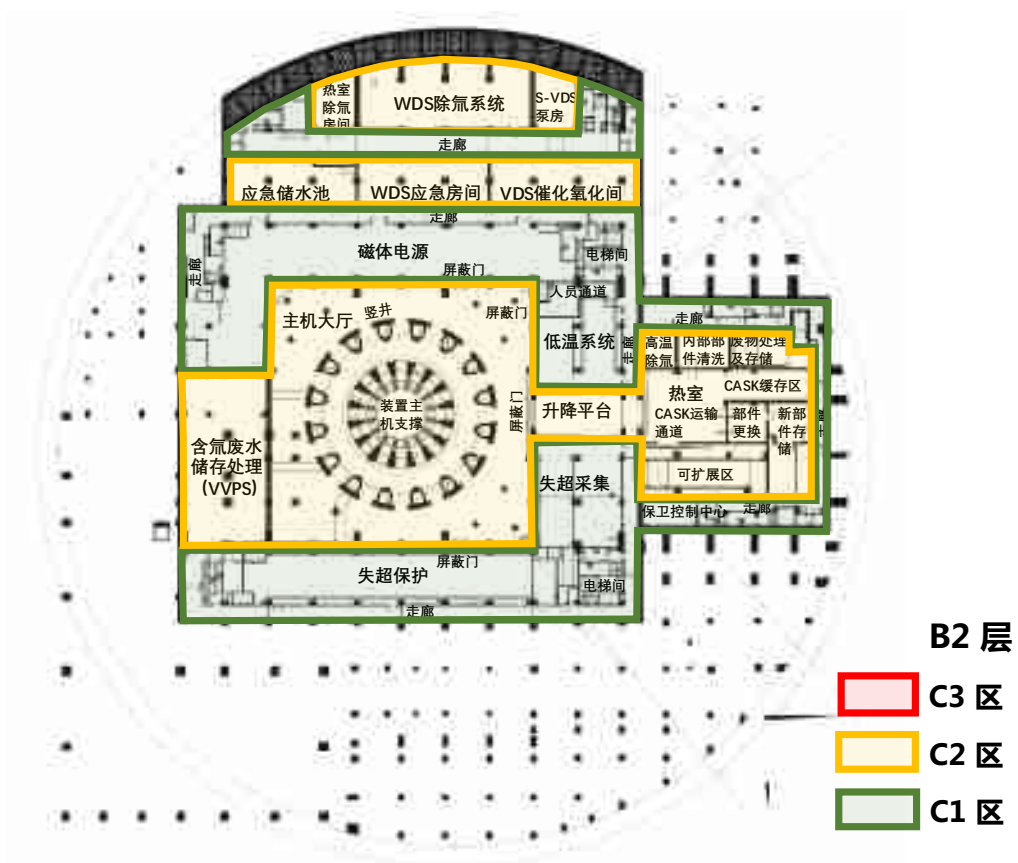 热室
除氚
房间
WDS除氚系统
S-VDS
泵房
走廊
应急储水池
WDS应急房间
VDS催化氧化间
走廊
磁体电源
电梯间
走廊
屏蔽门
人员通道
主机大厅
竖井
屏蔽门
低温系统
走廊
走廊
高温
除氚
内部部
件清洗
废物处理
及存储
热室
CASK缓存区
装置主
机支撑
屏蔽门
升降平台
CASK运输
通道
部件
更换
新部
件存
储
走廊
含氚废水
储存处理
(VVPS)
失超采集
可扩展区
保卫控制中心
走廊
屏蔽门
失超保护
电梯间
走廊
B2 层
C3 区
C2 区
C1 区